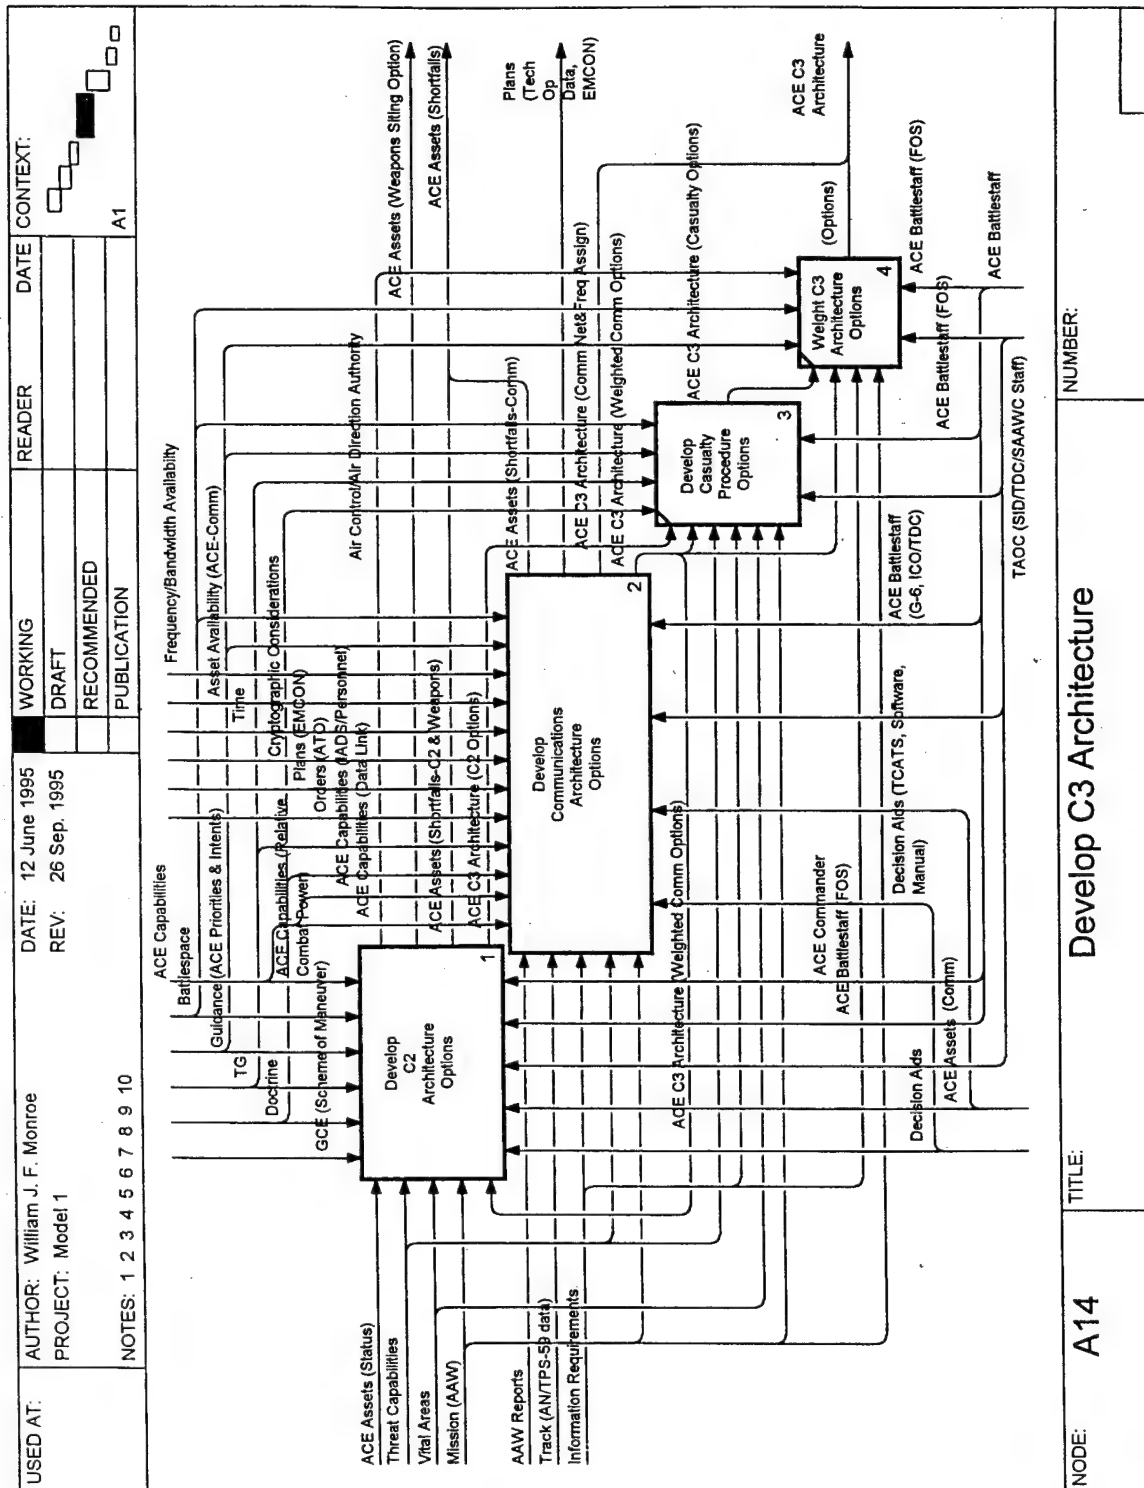 USED AT:
AUTHOR: William J. F. Monroe
PROJECT: Model 1
NOTES: 1 2 3 4 5 6 7 8 9 10
DATE: 12 June 1995
REV: 26 Sep. 1995
WORKING
DRAFT
RECOMMENDED
PUBLICATION
READER
DATE
CONTEXT:
A1
ACE Capabilities
Battlespace
Guidance (ACE Priorities & Intents)
TG
Doctrine
GCE (Scheme of Maneuver)
ACE Capabilities (Relative
Combat Power)
Frequency/Bandwidth Availabilty
Asset Availability (ACE-Comm)
Time
Cryptographic Considerations
Plans (EMCON)
Orders (ATO)
ACE Capabilities (IADS/Personnel)
ACE Capabilities (Data Link)
ACE Assets (Shortfalls-C2 & Weapons)
ACE C3 Architecture (C2 Options)
Air Control/Air Direction Authority
ACE Assets (Weapons Siting Option)
ACE Assets (Shortfalls)
Plans
(Tech
Op
Data,
EMCON)
ACE C3
Architecture
ACE Assets (Status)
Threat Capabilities
Vital Areas
Mission (AAW)
AAW Reports
Track (AN/TPS-59 data)
Information Requirements
Develop
C2
Architecture
Options
1
Develop
Communications
Architecture
Options
2
ACE Assets (Shortfalls-Comm)
ACE C3 Architecture (Comm Net& Freq Assign)
ACE C3 Architecture (Weighted Comm Options)
Develop
Casualty
Procedure
Options
3
ACE C3 Architecture (Casualty Options)
Weight C3
Architecture
Options
4
(Options)
ACE C3 Architecture (Weighted Comm Options)
ACE Commander
ACE Battlestaff (FOS)
Decision Aids (TCATS, Software,
Manual)
ACE Battlestaff
(G-6, ICO/TDC)
ACE Battlestaff (FOS)
ACE Battlestaff (FOS)
ACE Battlestaff
TAOC (SID/TDC/SAAWC Staff)
Decision Aids
ACE Assets (Comm)
NODE:
A14
TITLE:
Develop C3 Architecture
NUMBER: